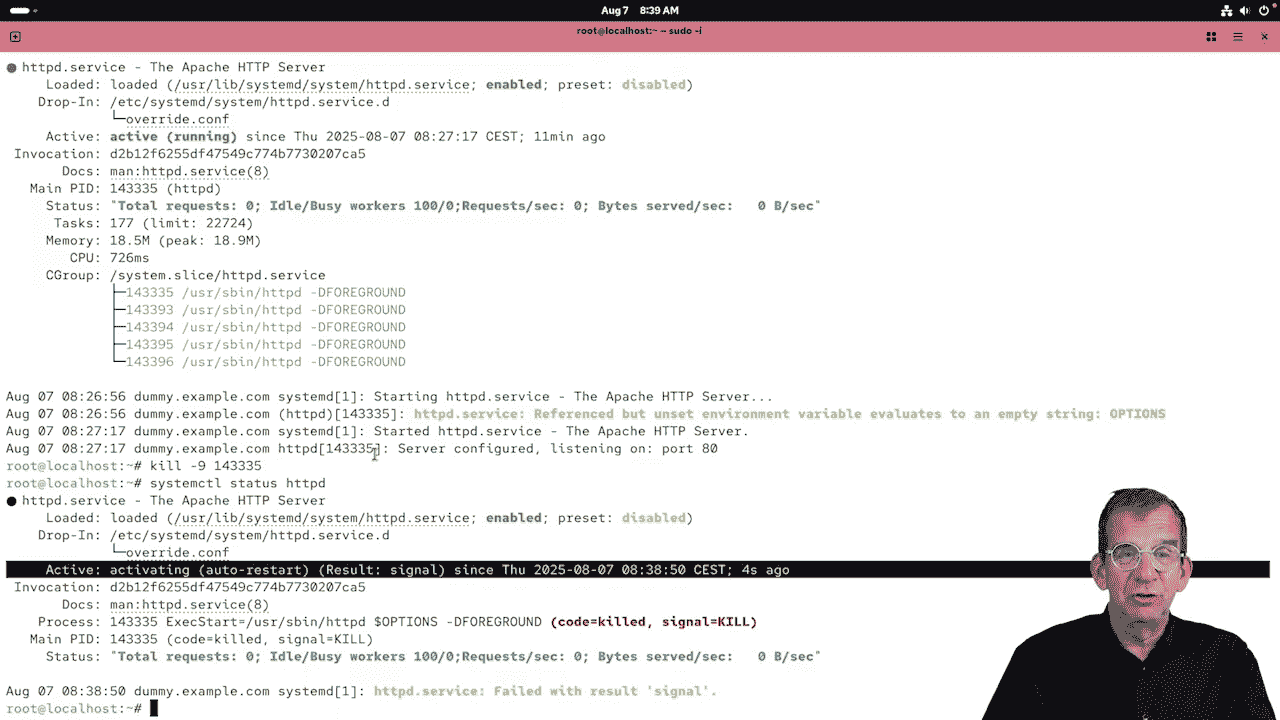 Aug 7 8:39 AM
root@localhost:~ – sudo -i
httpd.service - The Apache HTTP Server
Loaded: loaded (/usr/lib/systemd/system/httpd.service; enabled; preset: disabled)
Drop-In: /etc/systemd/system/httpd.service.d
└─override.conf
Active: active (running) since Thu 2025-08-07 08:27:17 CEST; 11min ago
Invocation: d2b12f6255df47549c774b7730207ca5
Docs: man:httpd.service(8)
Main PID: 143335 (httpd)
Status: "Total requests: 0; Idle/Busy workers 100/0;Requests/sec: 0; Bytes served/sec:   0 B/sec"
Tasks: 177 (limit: 22724)
Memory: 18.5M (peak: 18.9M)
CPU: 726ms
CGroup: /system.slice/httpd.service
├─143335 /usr/sbin/httpd -DFOREGROUND
├─143393 /usr/sbin/httpd -DFOREGROUND
├─143394 /usr/sbin/httpd -DFOREGROUND
├─143395 /usr/sbin/httpd -DFOREGROUND
└─143396 /usr/sbin/httpd -DFOREGROUND
Aug 07 08:26:56 dummy.example.com systemd[1]: Starting httpd.service - The Apache HTTP Server...
Aug 07 08:26:56 dummy.example.com (httpd)[143335]: httpd.service: Referenced but unset environment variable evaluates to an empty string: OPTIONS
Aug 07 08:27:17 dummy.example.com systemd[1]: Started httpd.service - The Apache HTTP Server.
Aug 07 08:27:17 dummy.example.com httpd[143335]: Server configured, listening on: port 80
root@localhost:~# kill -9 143335
root@localhost:~# systemctl status httpd
● httpd.service - The Apache HTTP Server
Loaded: loaded (/usr/lib/systemd/system/httpd.service; enabled; preset: disabled)
Drop-In: /etc/systemd/system/httpd.service.d
└─override.conf
Active: activating (auto-restart) (Result: signal) since Thu 2025-08-07 08:38:50 CEST; 4s ago
Invocation: d2b12f6255df47549c774b7730207ca5
Docs: man:httpd.service(8)
Process: 143335 ExecStart=/usr/sbin/httpd $OPTIONS -DFOREGROUND (code=killed, signal=KILL)
Main PID: 143335 (code=killed, signal=KILL)
Status: "Total requests: 0; Idle/Busy workers 100/0;Requests/sec: 0; Bytes served/sec:   0 B/sec"
Aug 07 08:38:50 dummy.example.com systemd[1]: httpd.service: Failed with result 'signal'.
root@localhost:~#